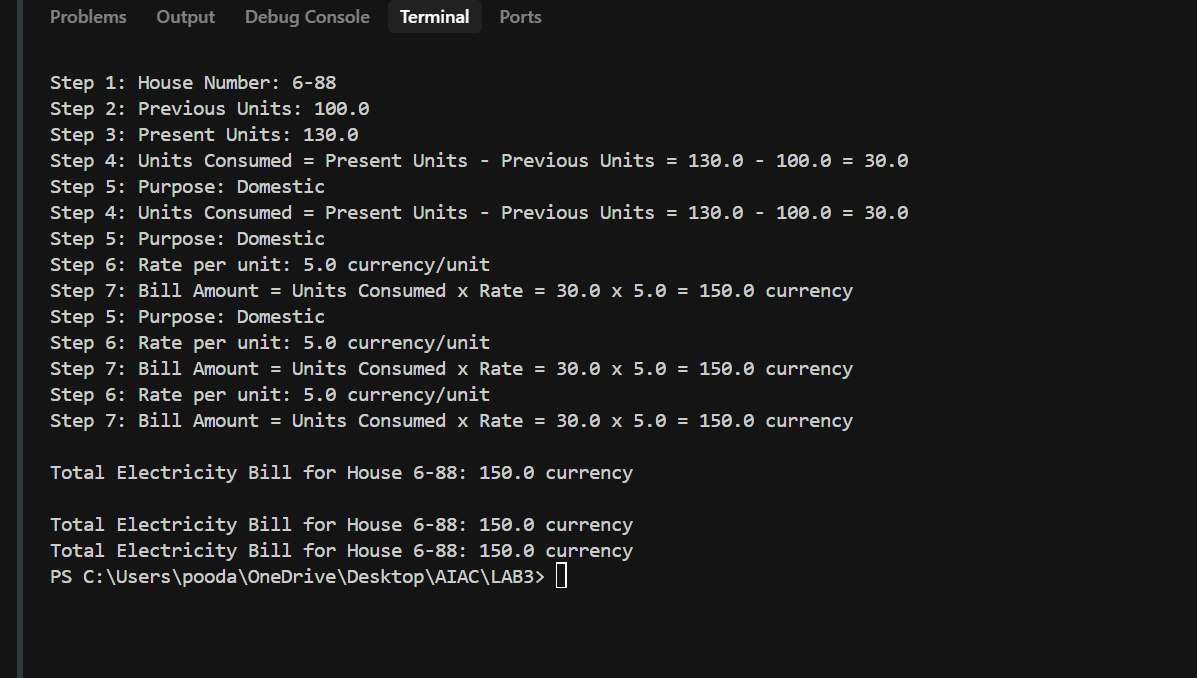 Problems Output Debug Console Terminal Ports
Step 1: House Number: 6-88
Step 2: Previous Units: 100.0
Step 3: Present Units: 130.0
Step 4: Units Consumed = Present Units - Previous Units = 130.0 - 100.0 = 30.0
Step 5: Purpose: Domestic
Step 4: Units Consumed = Present Units - Previous Units = 130.0 - 100.0 = 30.0
Step 5: Purpose: Domestic
Step 6: Rate per unit: 5.0 currency/unit
Step 7: Bill Amount = Units Consumed x Rate = 30.0 x 5.0 = 150.0 currency
Step 5: Purpose: Domestic
Step 6: Rate per unit: 5.0 currency/unit
Step 7: Bill Amount = Units Consumed x Rate = 30.0 x 5.0 = 150.0 currency
Step 6: Rate per unit: 5.0 currency/unit
Step 7: Bill Amount = Units Consumed x Rate = 30.0 x 5.0 = 150.0 currency
Total Electricity Bill for House 6-88: 150.0 currency
Total Electricity Bill for House 6-88: 150.0 currency
Total Electricity Bill for House 6-88: 150.0 currency
PS C:\Users\pooda\OneDrive\Desktop\AIAC\LAB3>